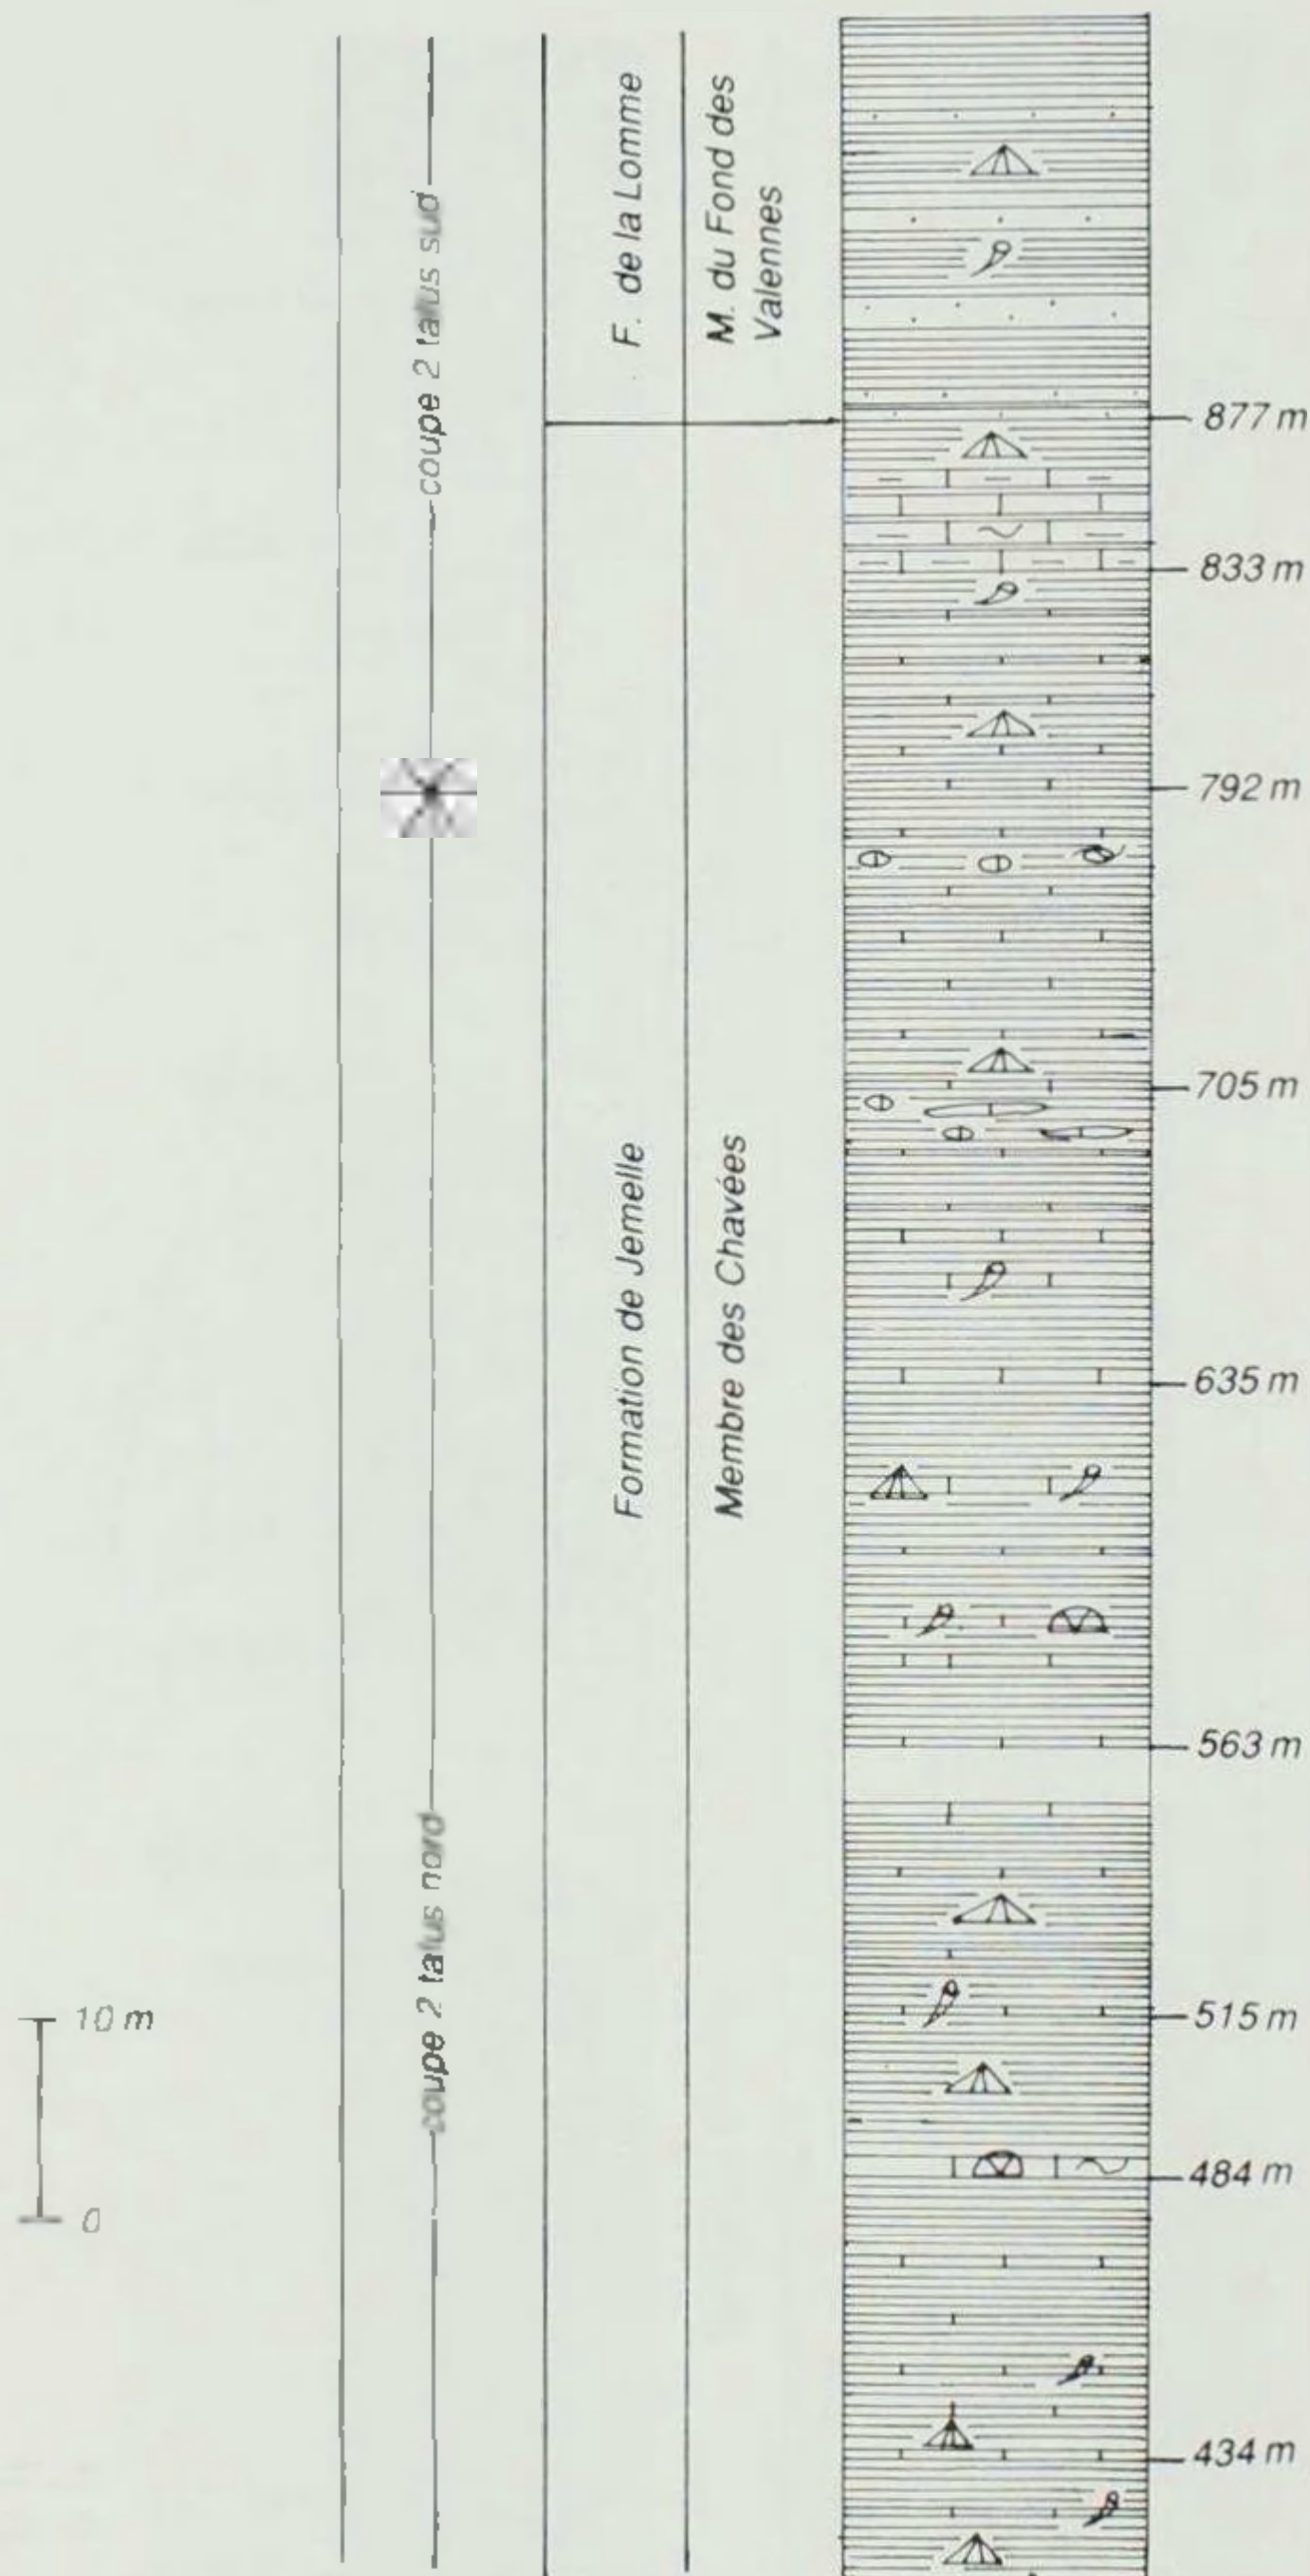 coupe 2 talus sud
coupe 2 talus nord
F. de la Lomme
M. du Fond des
Valennes
Formation de Jemelle
Membre des Chavées
877 m
833 m
792 m
705 m
635 m
563 m
515 m
484 m
434 m
10 m
0